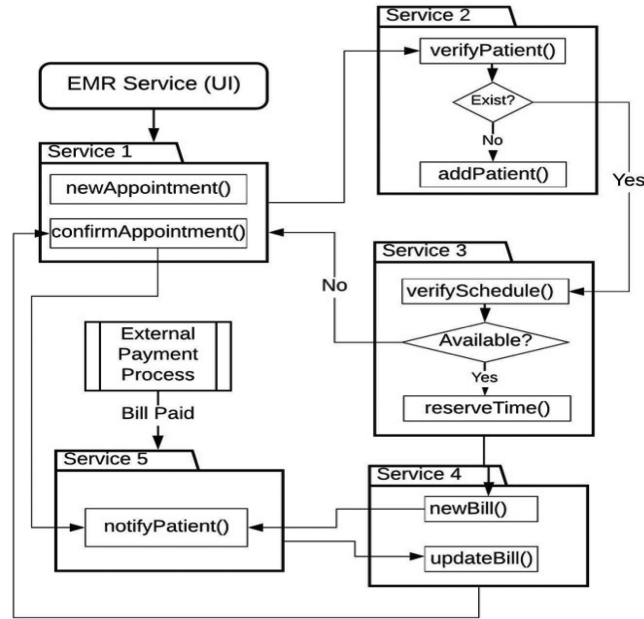 Service 2
verifyPatient()
Exist?
No
addPatient()
Yes
EMR Service (UI)
Service 1
newAppointment()
confirmAppointment()
Service 3
verifySchedule()
No
Available?
Yes
reserveTime()
External
Payment
Process
Bill Paid
Service 5
notifyPatient()
Service 4
newBill()
updateBill()